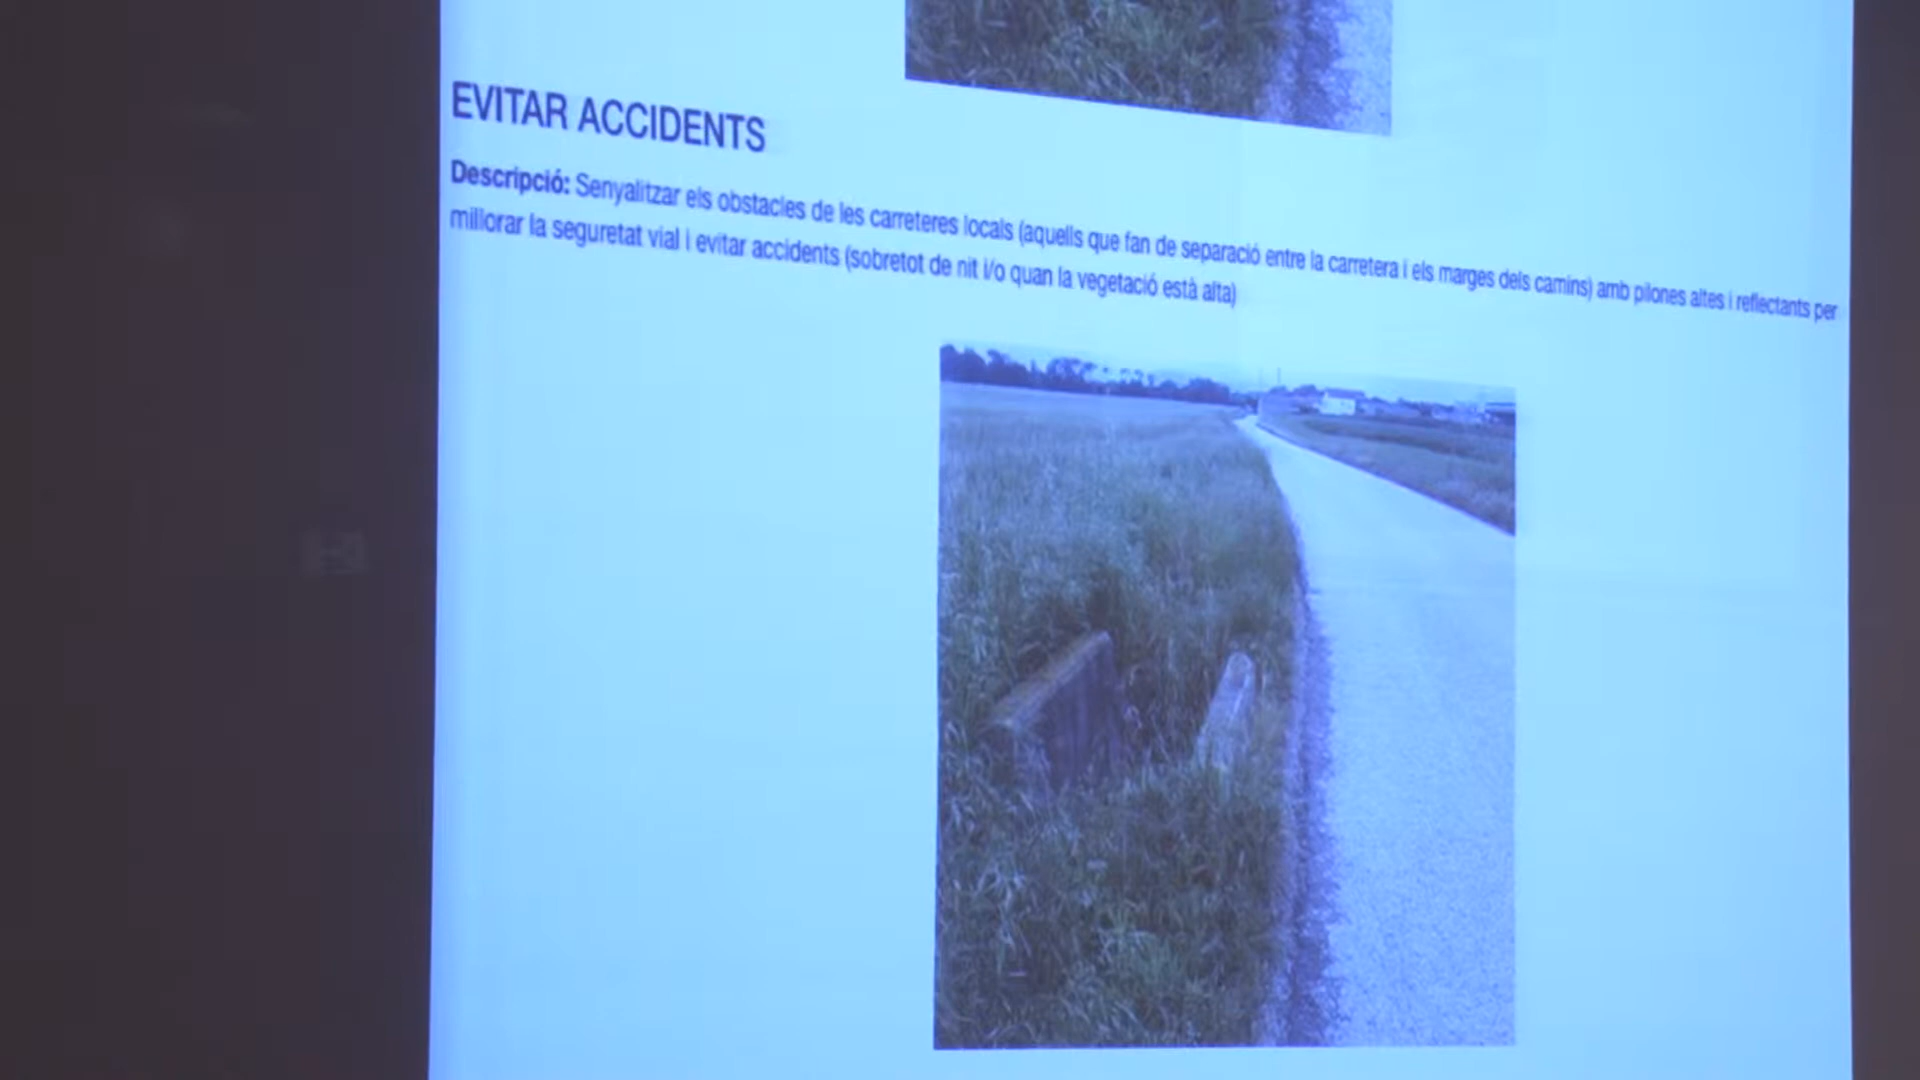 EVITAR ACCIDENTS
Descripció: Senyalitzar els obstacles de les carreteres locals (aquells que fan de separació entre la carretera i els marges dels camins) amb pilones altes i reflectants per
millorar la seguretat vial i evitar accidents (sobretot de nit i/o quan la vegetació està alta)